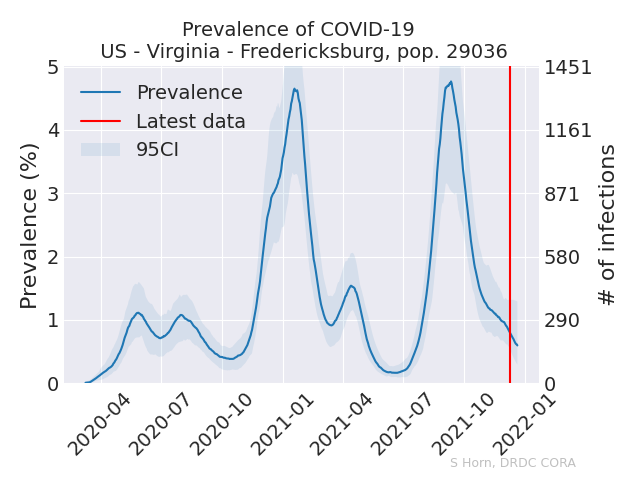 Prevalence of COVID-19
US - Virginia - Fredericksburg, pop. 29036
Prevalence
Latest data
95CI
Prevalence (%)
5
4
3
2
1
0
1451
1161
871
580
290
0
# of infections
2020-04
2020-07
2020-10
2021-01
2021-04
2021-07
2021-10
2022-01
S Horn, DRDC CORA